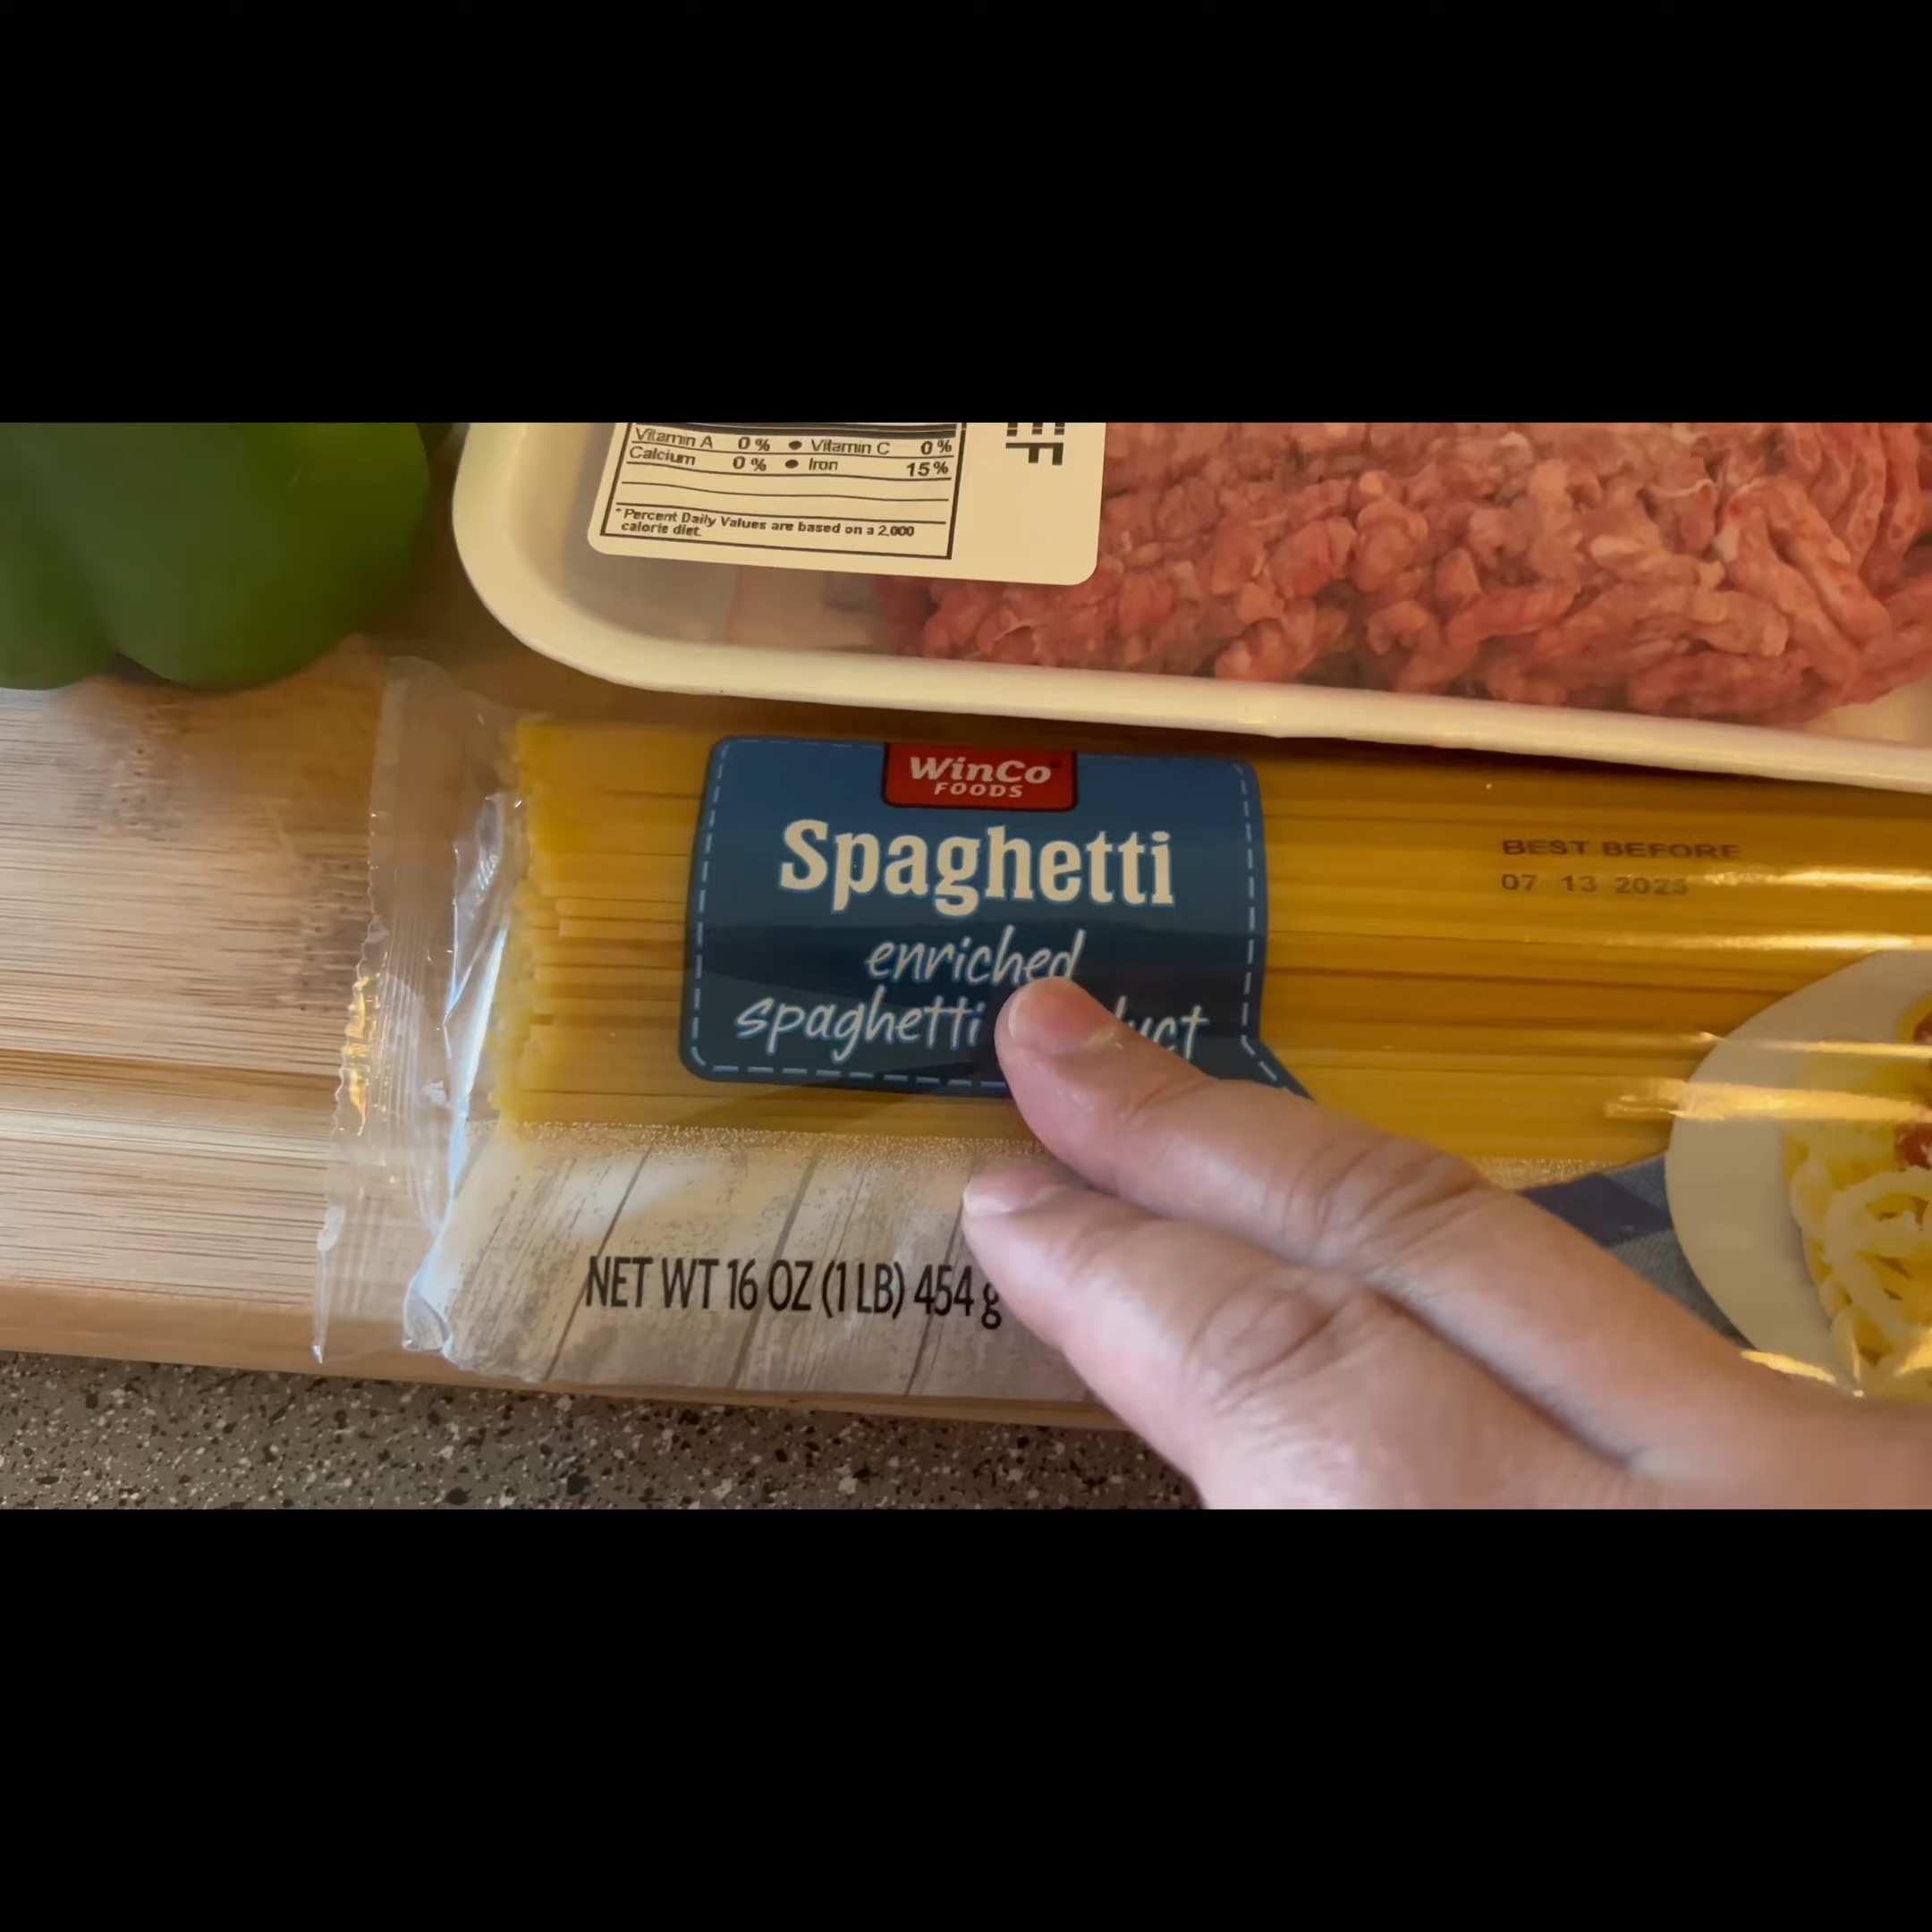 EF
Vitamin A 0% ● Vitamin C 0%
Calcium 0% ● Iron 15%
*Percent Daily Values are based on a 2,000
calorie diet.
WinCo
FOODS
Spaghetti
enriched
spaghetti
BEST BEFORE
07 13 2025
NET WT 16 OZ (1 LB) 454 g